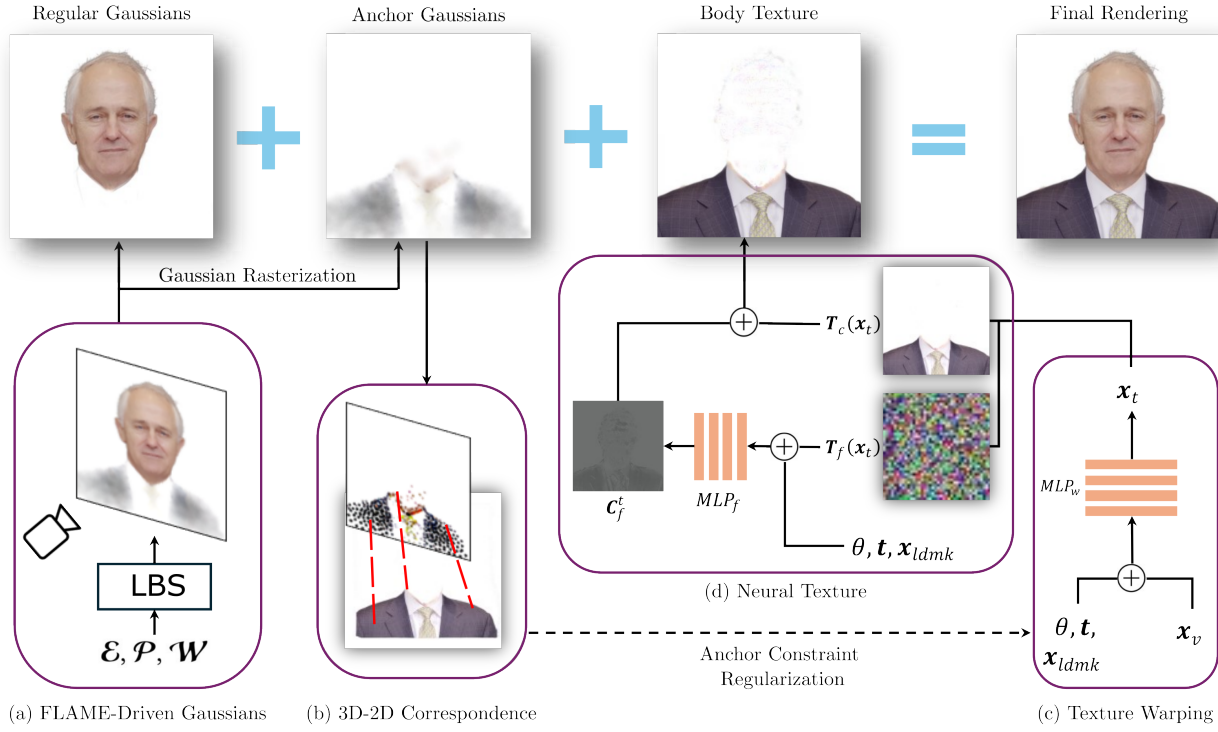 Regular Gaussians
Anchor Gaussians
Body Texture
Final Rendering
Gaussian Rasterization
LBS
ℰ, 𝒫, 𝒲
(a) FLAME-Driven Gaussians
(b) 3D-2D Correspondence
T_c(x_t)
T_f(x_t)
C_f^t
MLP_f
θ, t, x_ldmk
(d) Neural Texture
Anchor Constraint
Regularization
x_t
MLP_w
θ, t,
x_ldmk
x_v
(c) Texture Warping